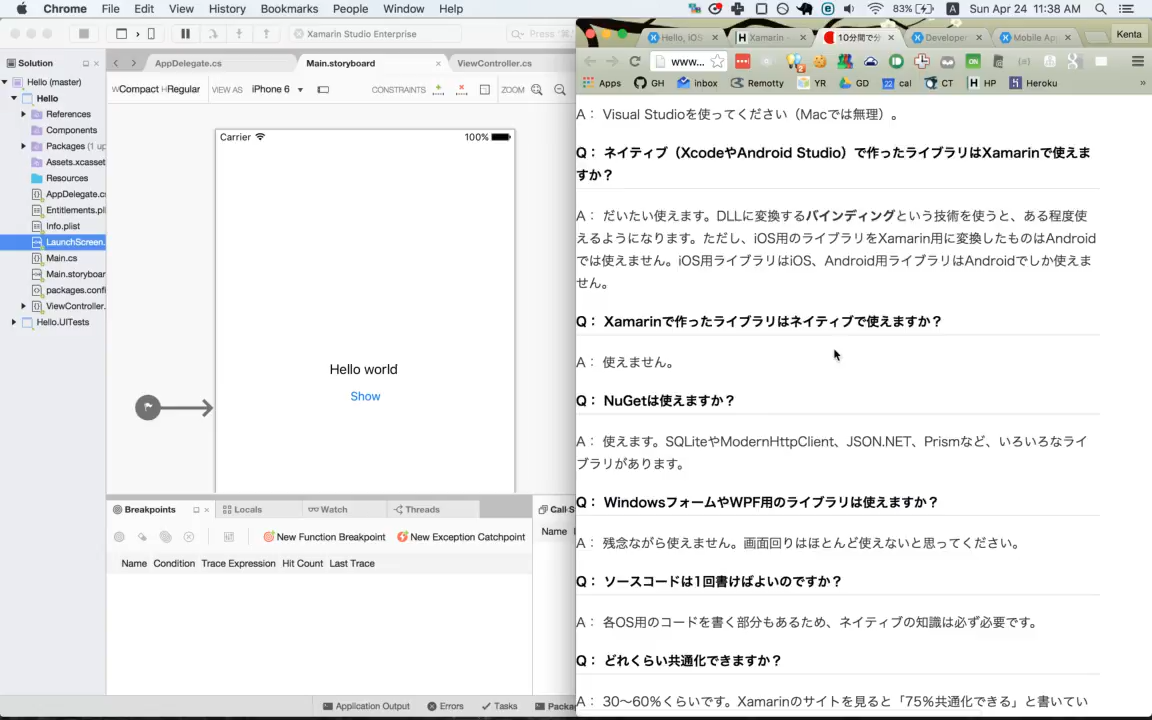 Chrome File Edit View History Bookmarks People Window Help 83% A Sun Apr 24 11:38 AM
Xamarin Studio Enterprise Press
Hello, iOS Xamarin - 10分間で分 Developer Mobile Ap Kenta
Solution AppDelegate.cs Main.storyboard ViewController.cs
www...
Apps GH inbox Remotty YR GD cal CT HP Heroku »
wCompact hRegular VIEW AS iPhone 6 CONSTRAINTS ZOOM
Hello (master)
Hello
References
Components
Packages (1 up
Assets.xcasset
Resources
AppDelegate.c
Entitlements.pli
Info.plist
LaunchScreen.
Main.cs
Main.storyboar
packages.confi
ViewController.
Hello.UITests
Carrier 100%
Hello world
Show
Breakpoints Locals Watch Threads Call S
New Function Breakpoint New Exception Catchpoint Name
Name Condition Trace Expression Hit Count Last Trace
Application Output Errors Tasks Packa
A： Visual Studioを使ってください（Macでは無理）。
Q： ネイティブ（XcodeやAndroid Studio）で作ったライブラリはXamarinで使えま
すか？
A： だいたい使えます。DLLに変換するバインディングという技術を使うと、ある程度使
えるようになります。ただし、iOS用のライブラリをXamarin用に変換したものはAndroid
では使えません。iOS用ライブラリはiOS、Android用ライブラリはAndroidでしか使えま
せん。
Q： Xamarinで作ったライブラリはネイティブで使えますか？
A： 使えません。
Q： NuGetは使えますか？
A： 使えます。SQLiteやModernHttpClient、JSON.NET、Prismなど、いろいろなライ
ブラリがあります。
Q： WindowsフォームやWPF用のライブラリは使えますか？
A： 残念ながら使えません。画面回りはほとんど使えないと思ってください。
Q： ソースコードは1回書けばよいのですか？
A： 各OS用のコードを書く部分もあるため、ネイティブの知識は必ず必要です。
Q： どれくらい共通化できますか？
A： 30～60%くらいです。Xamarinのサイトを見ると「75%共通化できる」と書いてい